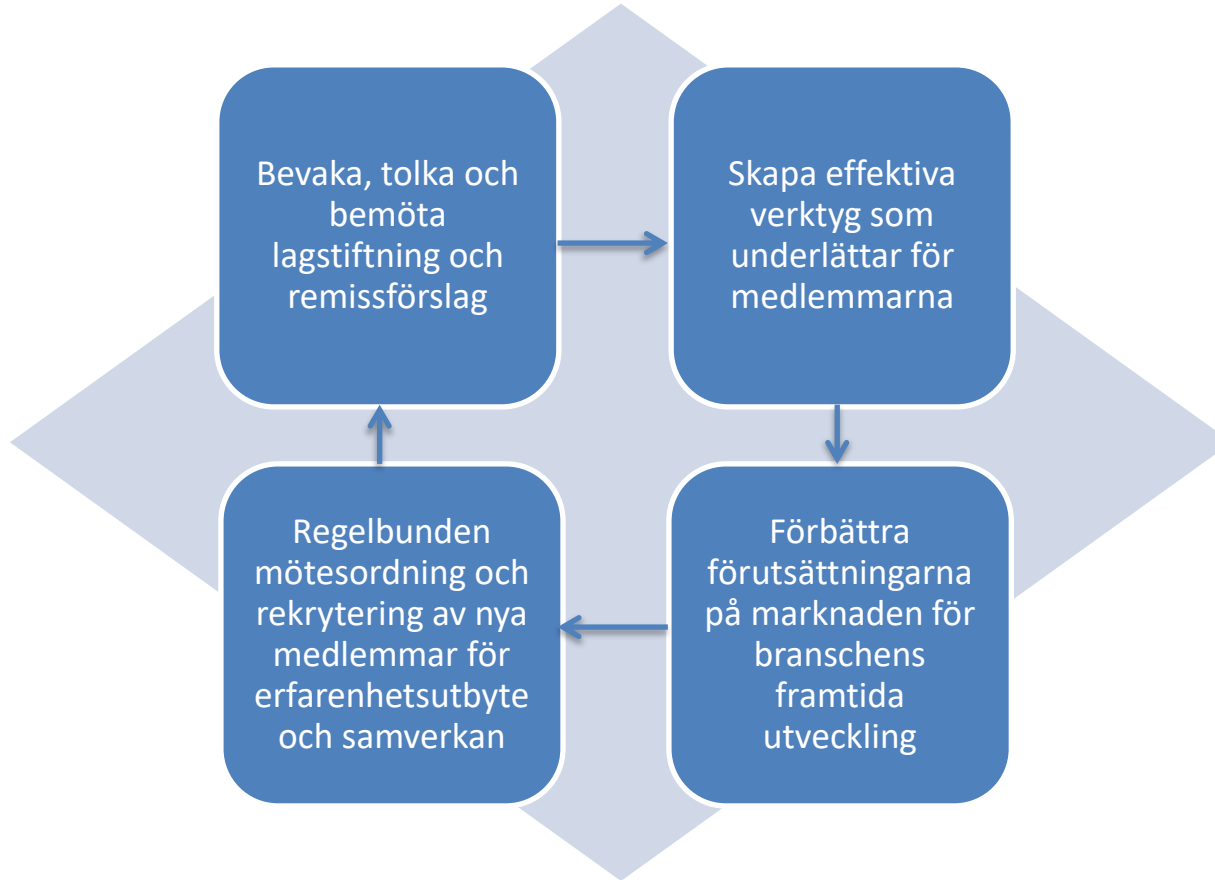 Bevaka, tolka och
bemöta
lagstiftning och
remissförslag
Skapa effektiva
verktyg som
underlättar för
medlemmarna
Förbättra
förutsättningarna
på marknaden för
branschens
framtida
utveckling
Regelbunden
mötesordning och
rekrytering av nya
medlemmar för
erfarenhetsutbyte
och samverkan